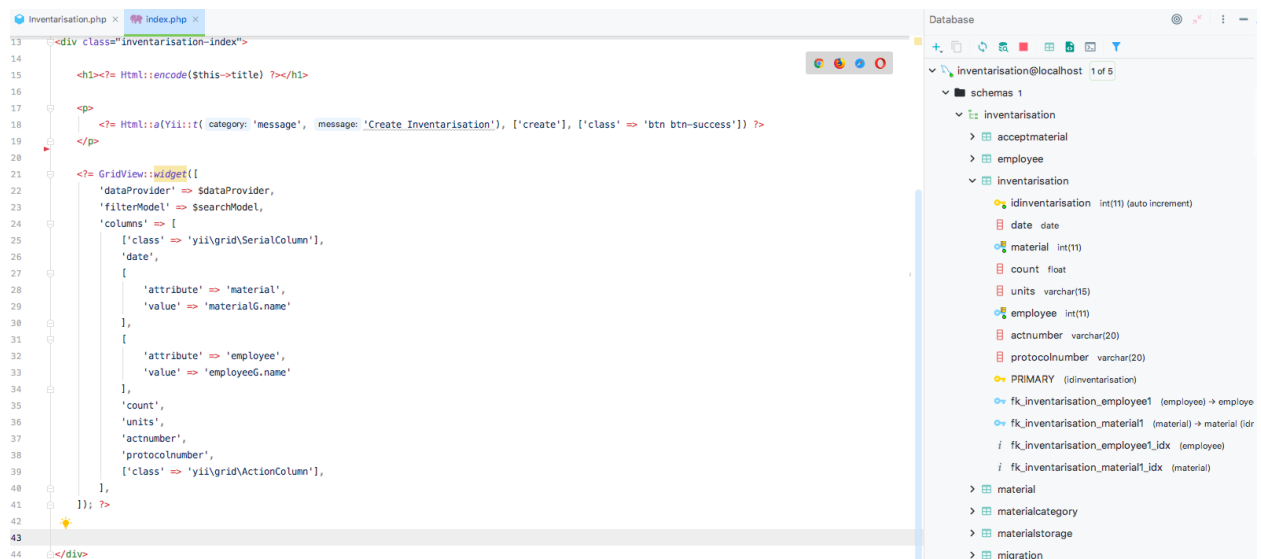 Inventarisation.php
index.php
13 <div class="inventarisation-index">
14
15 <h1><?= Html::encode($this->title) ?></h1>
16
17 <p>
18 <?= Html::a(Yii::t( category: 'message', message: 'Create Inventarisation'), ['create'], ['class' => 'btn btn-success']) ?>
19 </p>
20
21 <?= GridView::widget([
22 'dataProvider' => $dataProvider,
23 'filterModel' => $searchModel,
24 'columns' => [
25 ['class' => 'yii\grid\SerialColumn'],
26 'date',
27 [
28 'attribute' => 'material',
29 'value' => 'materialG.name'
30 ],
31 [
32 'attribute' => 'employee',
33 'value' => 'employeeG.name'
34 ],
35 'count',
36 'units',
37 'actnumber',
38 'protocolnumber',
39 ['class' => 'yii\grid\ActionColumn'],
40 ],
41 ]); ?>
42
43
44 </div>
Database
inventarisation@localhost 1 of 5
schemas 1
inventarisation
acceptmaterial
employee
inventarisation
idinventarisation int(11) (auto increment)
date date
material int(11)
count float
units varchar(15)
employee int(11)
actnumber varchar(20)
protocolnumber varchar(20)
PRIMARY (idinventarisation)
fk_inventarisation_employee1 (employee) → employe
fk_inventarisation_material1 (material) → material (idr
fk_inventarisation_employee1_idx (employee)
fk_inventarisation_material1_idx (material)
material
materialcategory
materialstorage
migration